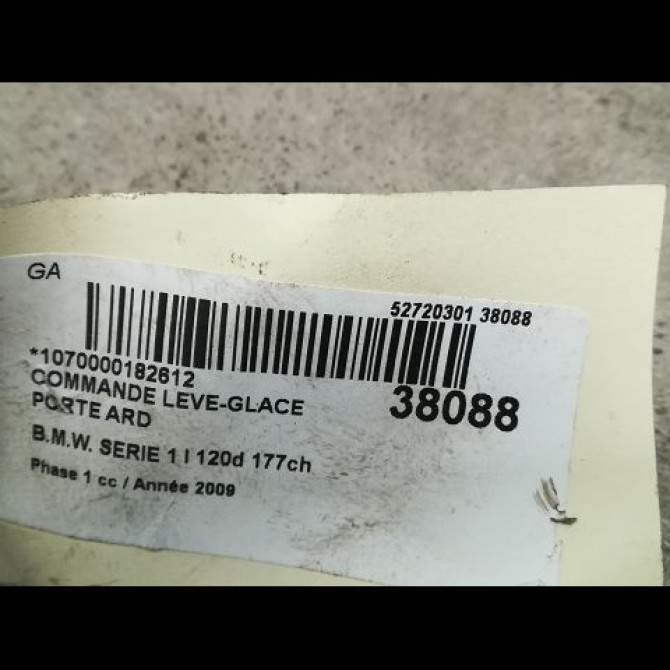 GA
52720301 38088
*1070000182612
38088
COMMANDE LEVE-GLACE
PORTE ARD
B.M.W. SERIE 1 I 120d 177ch
Phase 1 cc / Année 2009